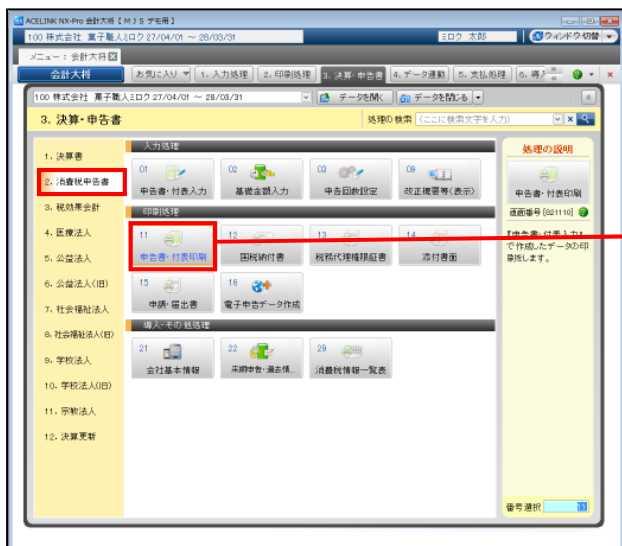 ACELINK NX-Pro 会計大将【ＭＪＳ デモ用】
100 株式会社 菓子職人ミロク 27/04/01 ～ 28/03/31 ミロク 太郎 ウィンドウ切替
メニュー：会計大将
会計大将 お気に入り 1. 入力処理 2. 印刷処理 3. 決算・申告書 4. データ連動 5. 支払処理
100 株式会社 菓子職人ミロク 27/04/01 ～ 28/03/31 データを開く データを閉じる
3. 決算・申告書 処理の検索 (ここに検索文字を入力)
1. 決算書
2. 消費税申告書
3. 税効果会計
4. 医療法人
5. 公益法人
6. 公益法人(旧)
7. 社会福祉法人
8. 社会福祉法人(旧)
9. 学校法人
10. 学校法人(旧)
11. 宗教法人
12. 決算更新
入力処理
01 申告書・付表入力
02 基礎金額入力
03 申告回数設定
09 改正概要等(表示)
印刷処理
11 申告書・付表印刷
12 国税納付書
13 税務代理権限証書
14 添付書面
15 申請・届出書
16 電子申告データ作成
導入・その他処理
21 会社基本情報
22 来期申告・過去情...
29 消費税情報一覧表
処理の説明
申告書・付表印刷
画面番号 [821110]
『申告書・付表入力』
で作成したデータの印
刷をします。
番号選択 11